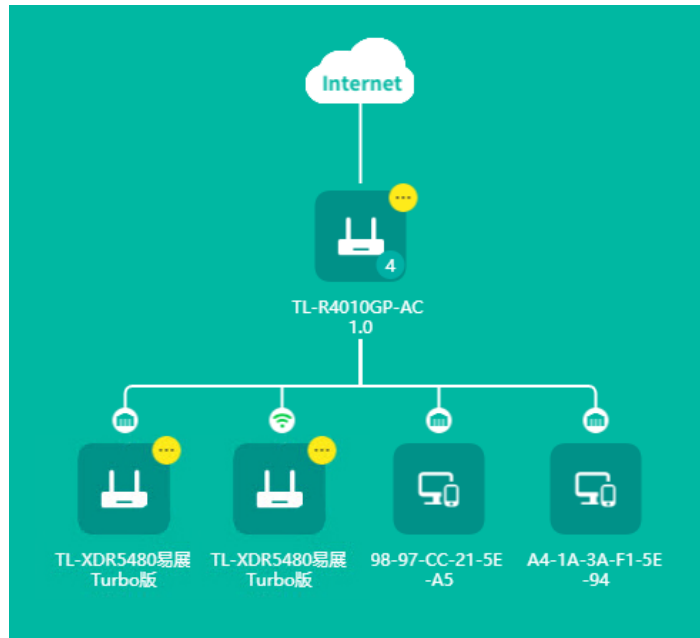 Internet
4
TL-R4010GP-AC
1.0
TL-XDR5480易展
Turbo版
TL-XDR5480易展
Turbo版
98-97-CC-21-5E
-A5
A4-1A-3A-F1-5E
-94